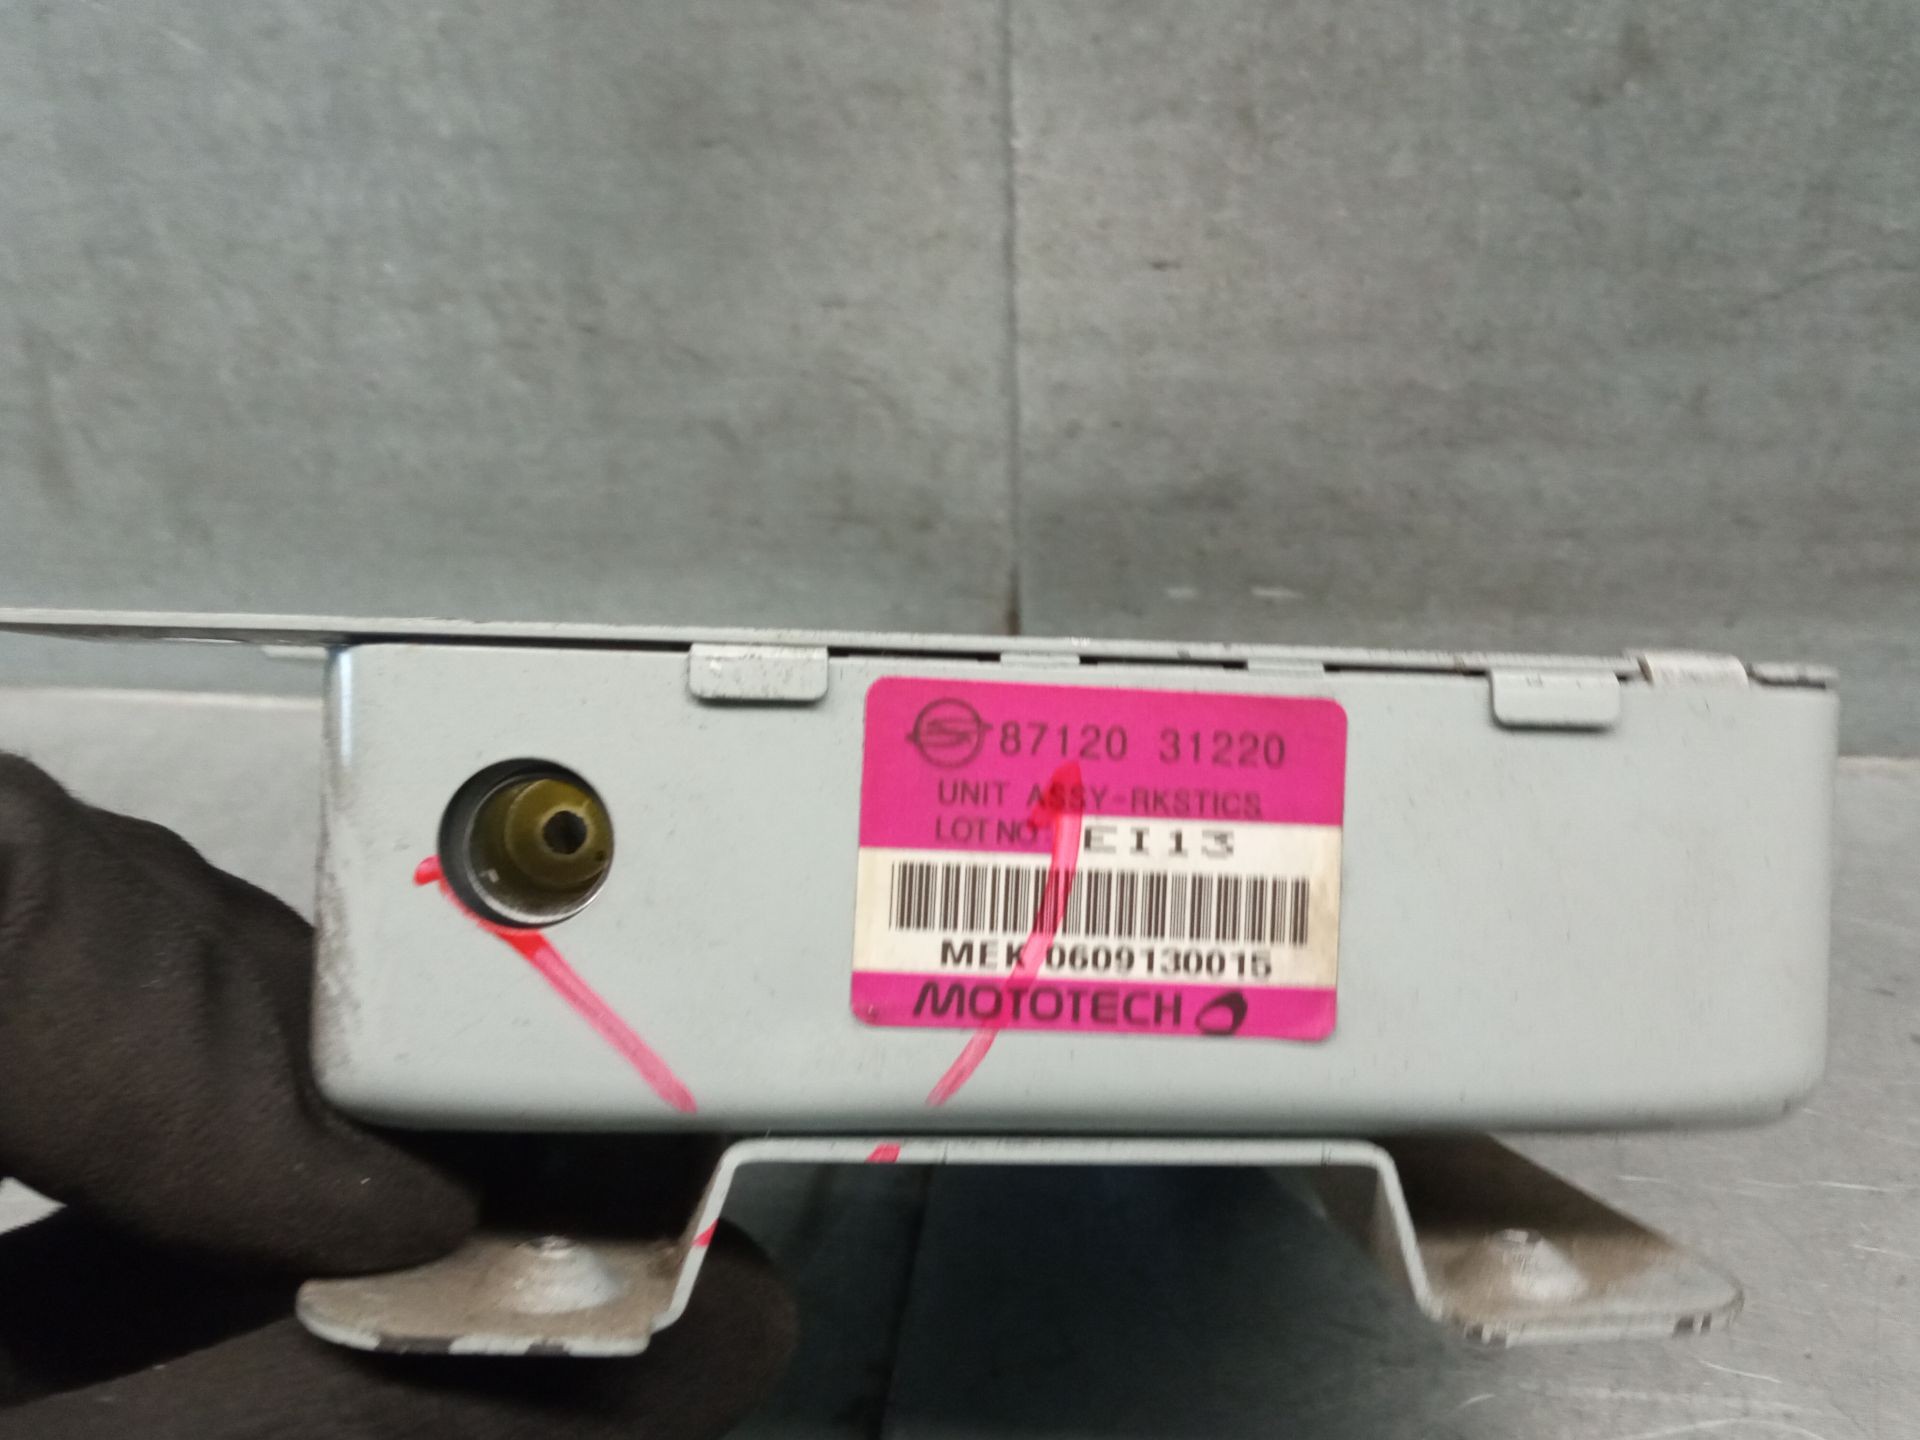 87120 31220
UNIT ASSY-RKSTICS
LOT NO: EI13
MEK 0609130015
MOTOTECH